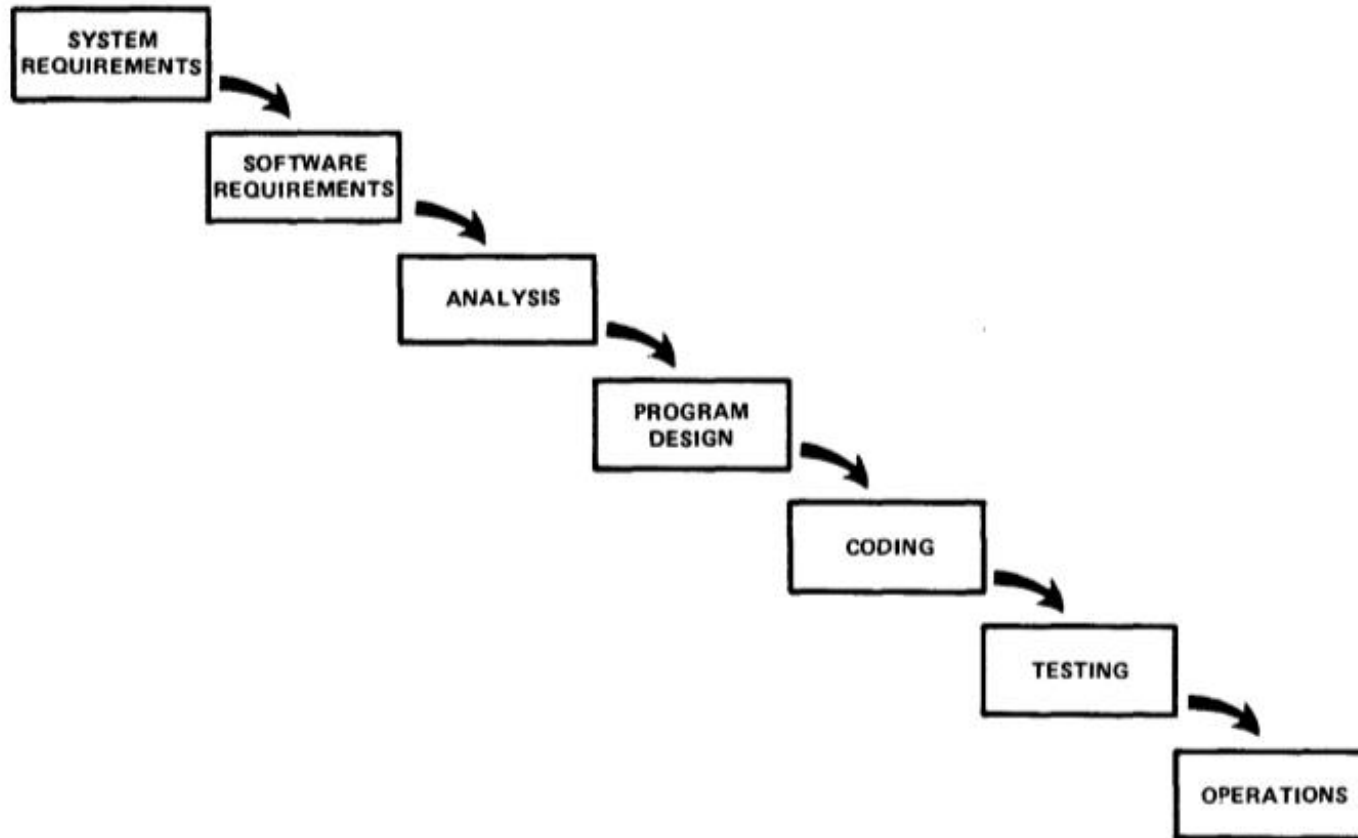 SYSTEM
REQUIREMENTS
SOFTWARE
REQUIREMENTS
ANALYSIS
PROGRAM
DESIGN
CODING
TESTING
OPERATIONS